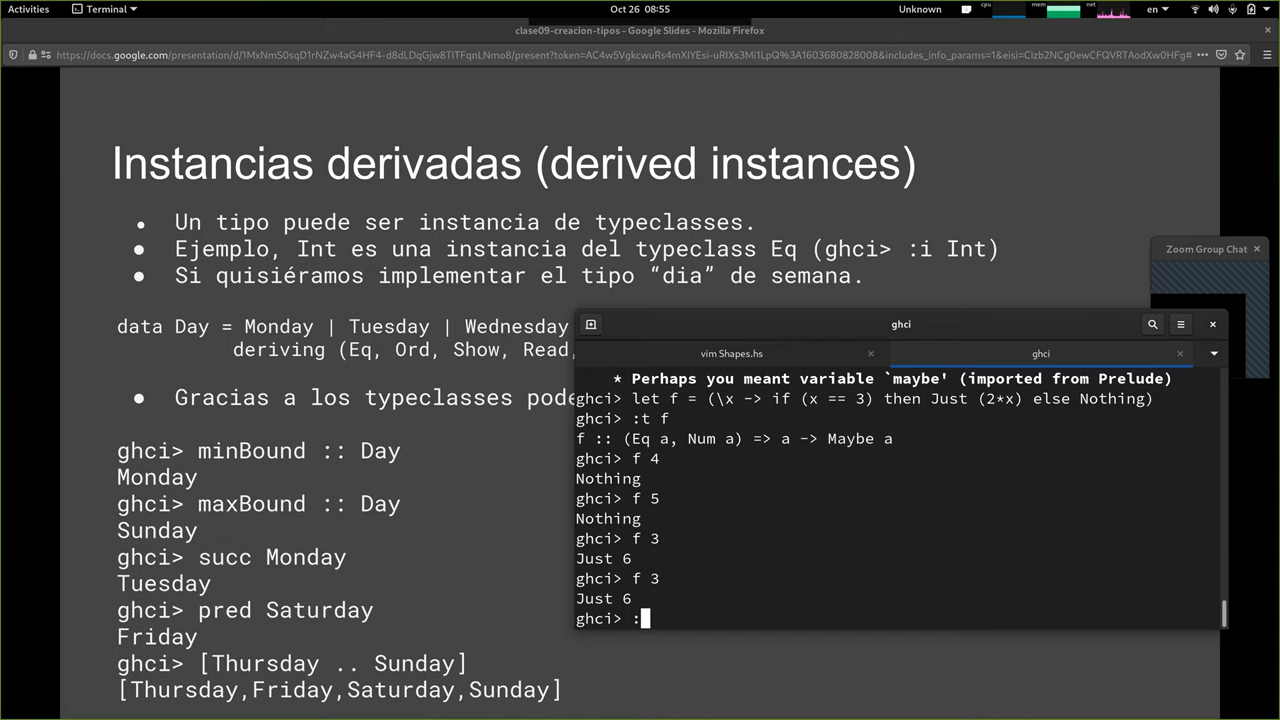 Activities
Terminal
Oct 26 08:55
Unknown
cpu
mem
net
en
clase09-creacion-tipos - Google Slides - Mozilla Firefox
Instancias derivadas (derived instances)
● Un tipo puede ser instancia de typeclasses.
● Ejemplo, Int es una instancia del typeclass Eq (ghci> :i Int)
● Si quisiéramos implementar el tipo “dia” de semana.
data Day = Monday | Tuesday | Wednesday
deriving (Eq, Ord, Show, Read,
● Gracias a los typeclasses pode
ghci> minBound :: Day
Monday
ghci> maxBound :: Day
Sunday
ghci> succ Monday
Tuesday
ghci> pred Saturday
Friday
ghci> [Thursday .. Sunday]
[Thursday,Friday,Saturday,Sunday]
Zoom Group Chat
ghci
vim Shapes.hs
ghci
* Perhaps you meant variable `maybe' (imported from Prelude)
ghci> let f = (\x -> if (x == 3) then Just (2*x) else Nothing)
ghci> :t f
f :: (Eq a, Num a) => a -> Maybe a
ghci> f 4
Nothing
ghci> f 5
Nothing
ghci> f 3
Just 6
ghci> f 3
Just 6
ghci> :